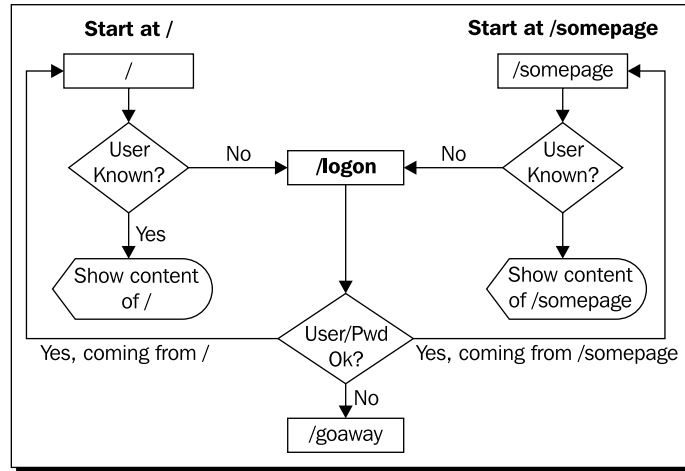 Start at /
Start at /somepage
/
/somepage
User
Known?
No
/logon
No
User
Known?
Yes
Show content
of /
Show content
of /somepage
User/Pwd
Ok?
Yes, coming from /
Yes, coming from /somepage
No
/goaway